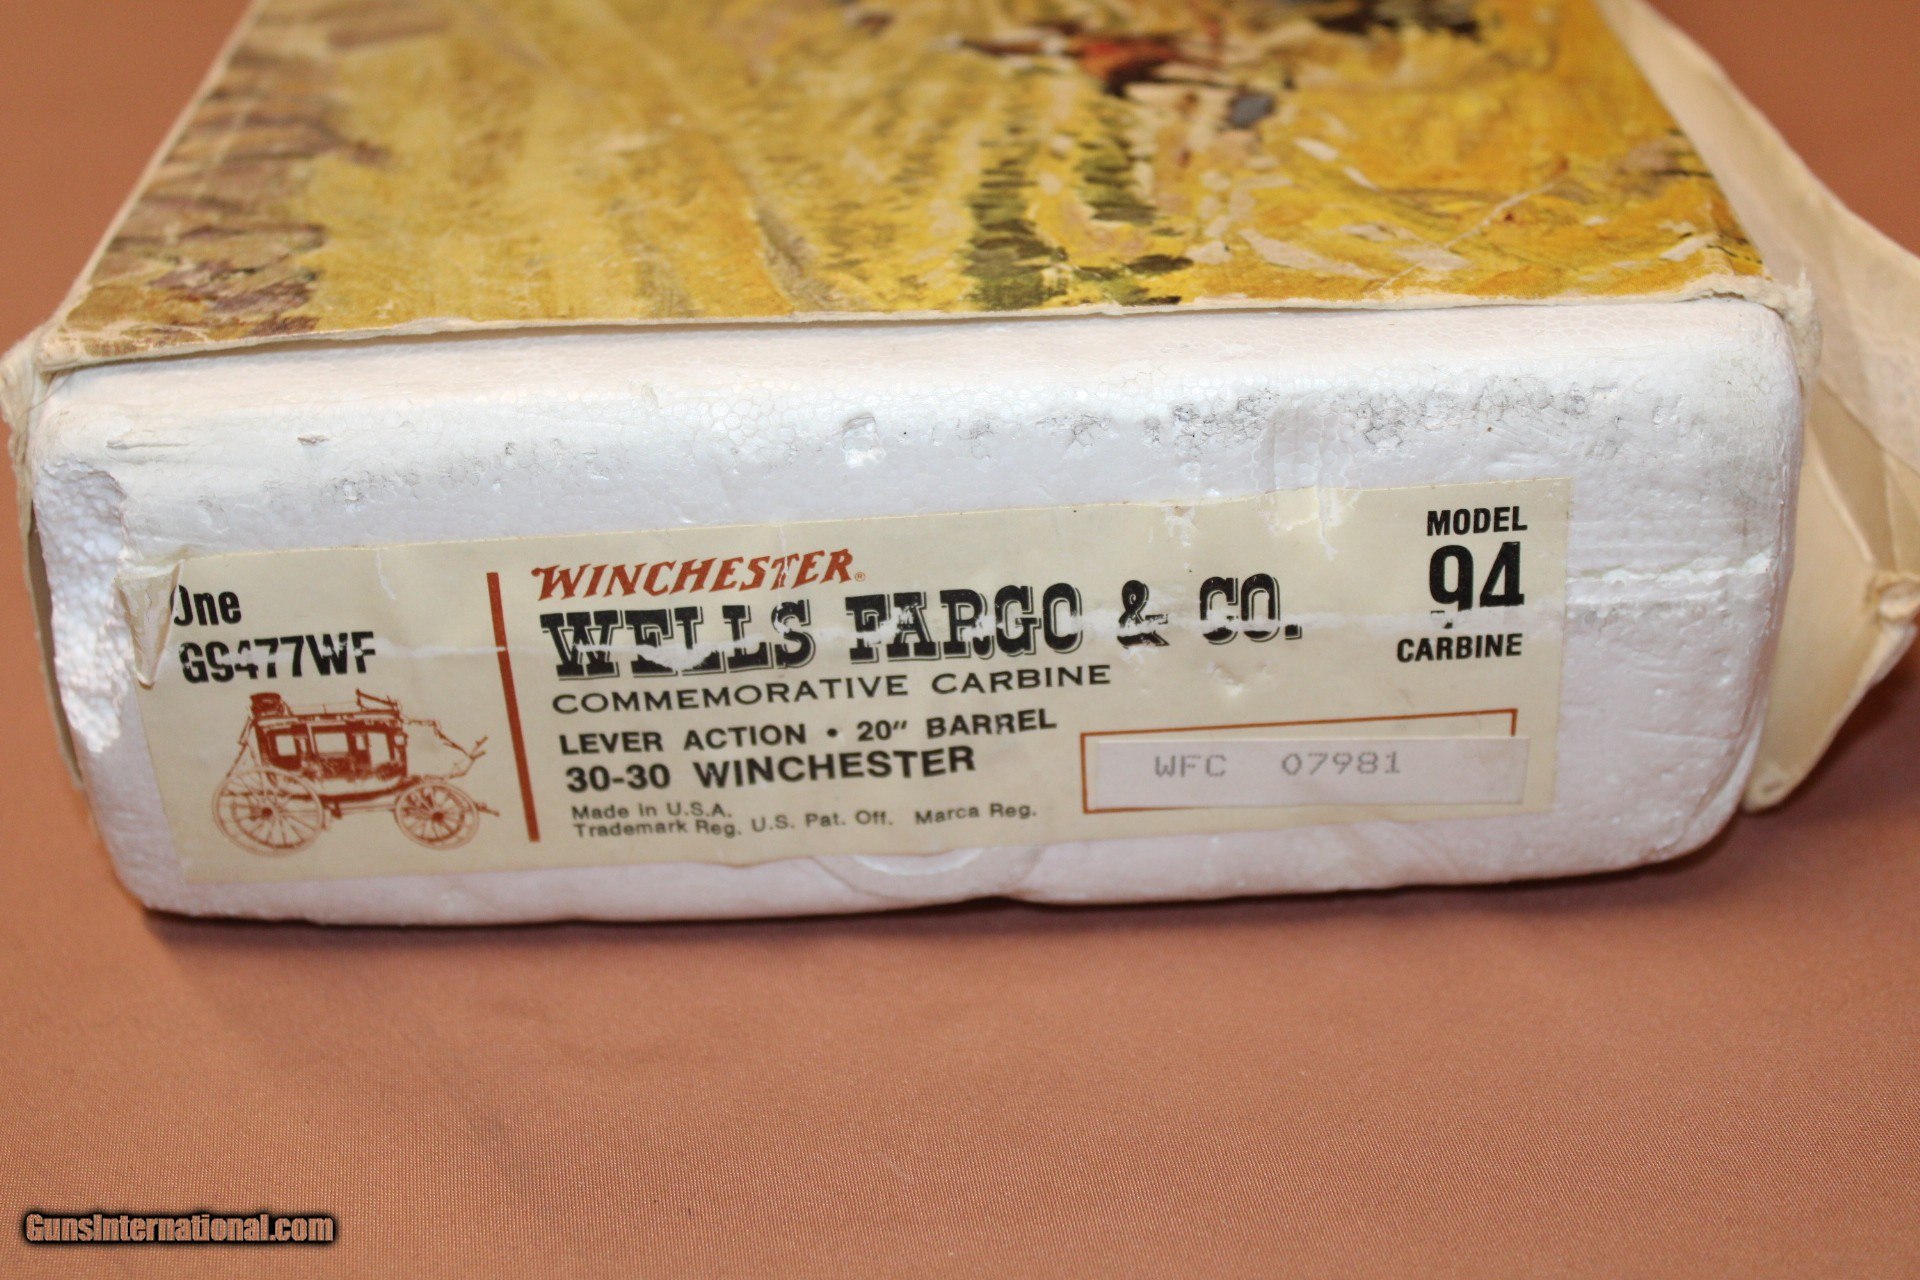 One
G9477WF
WINCHESTER®
WELLS FARGO & CO.
COMMEMORATIVE CARBINE
LEVER ACTION • 20" BARREL
30-30 WINCHESTER
Made in U.S.A.
Trademark Reg. U.S. Pat. Off. Marca Reg.
MODEL
94
CARBINE
WFC 07981
GunsInternational.com